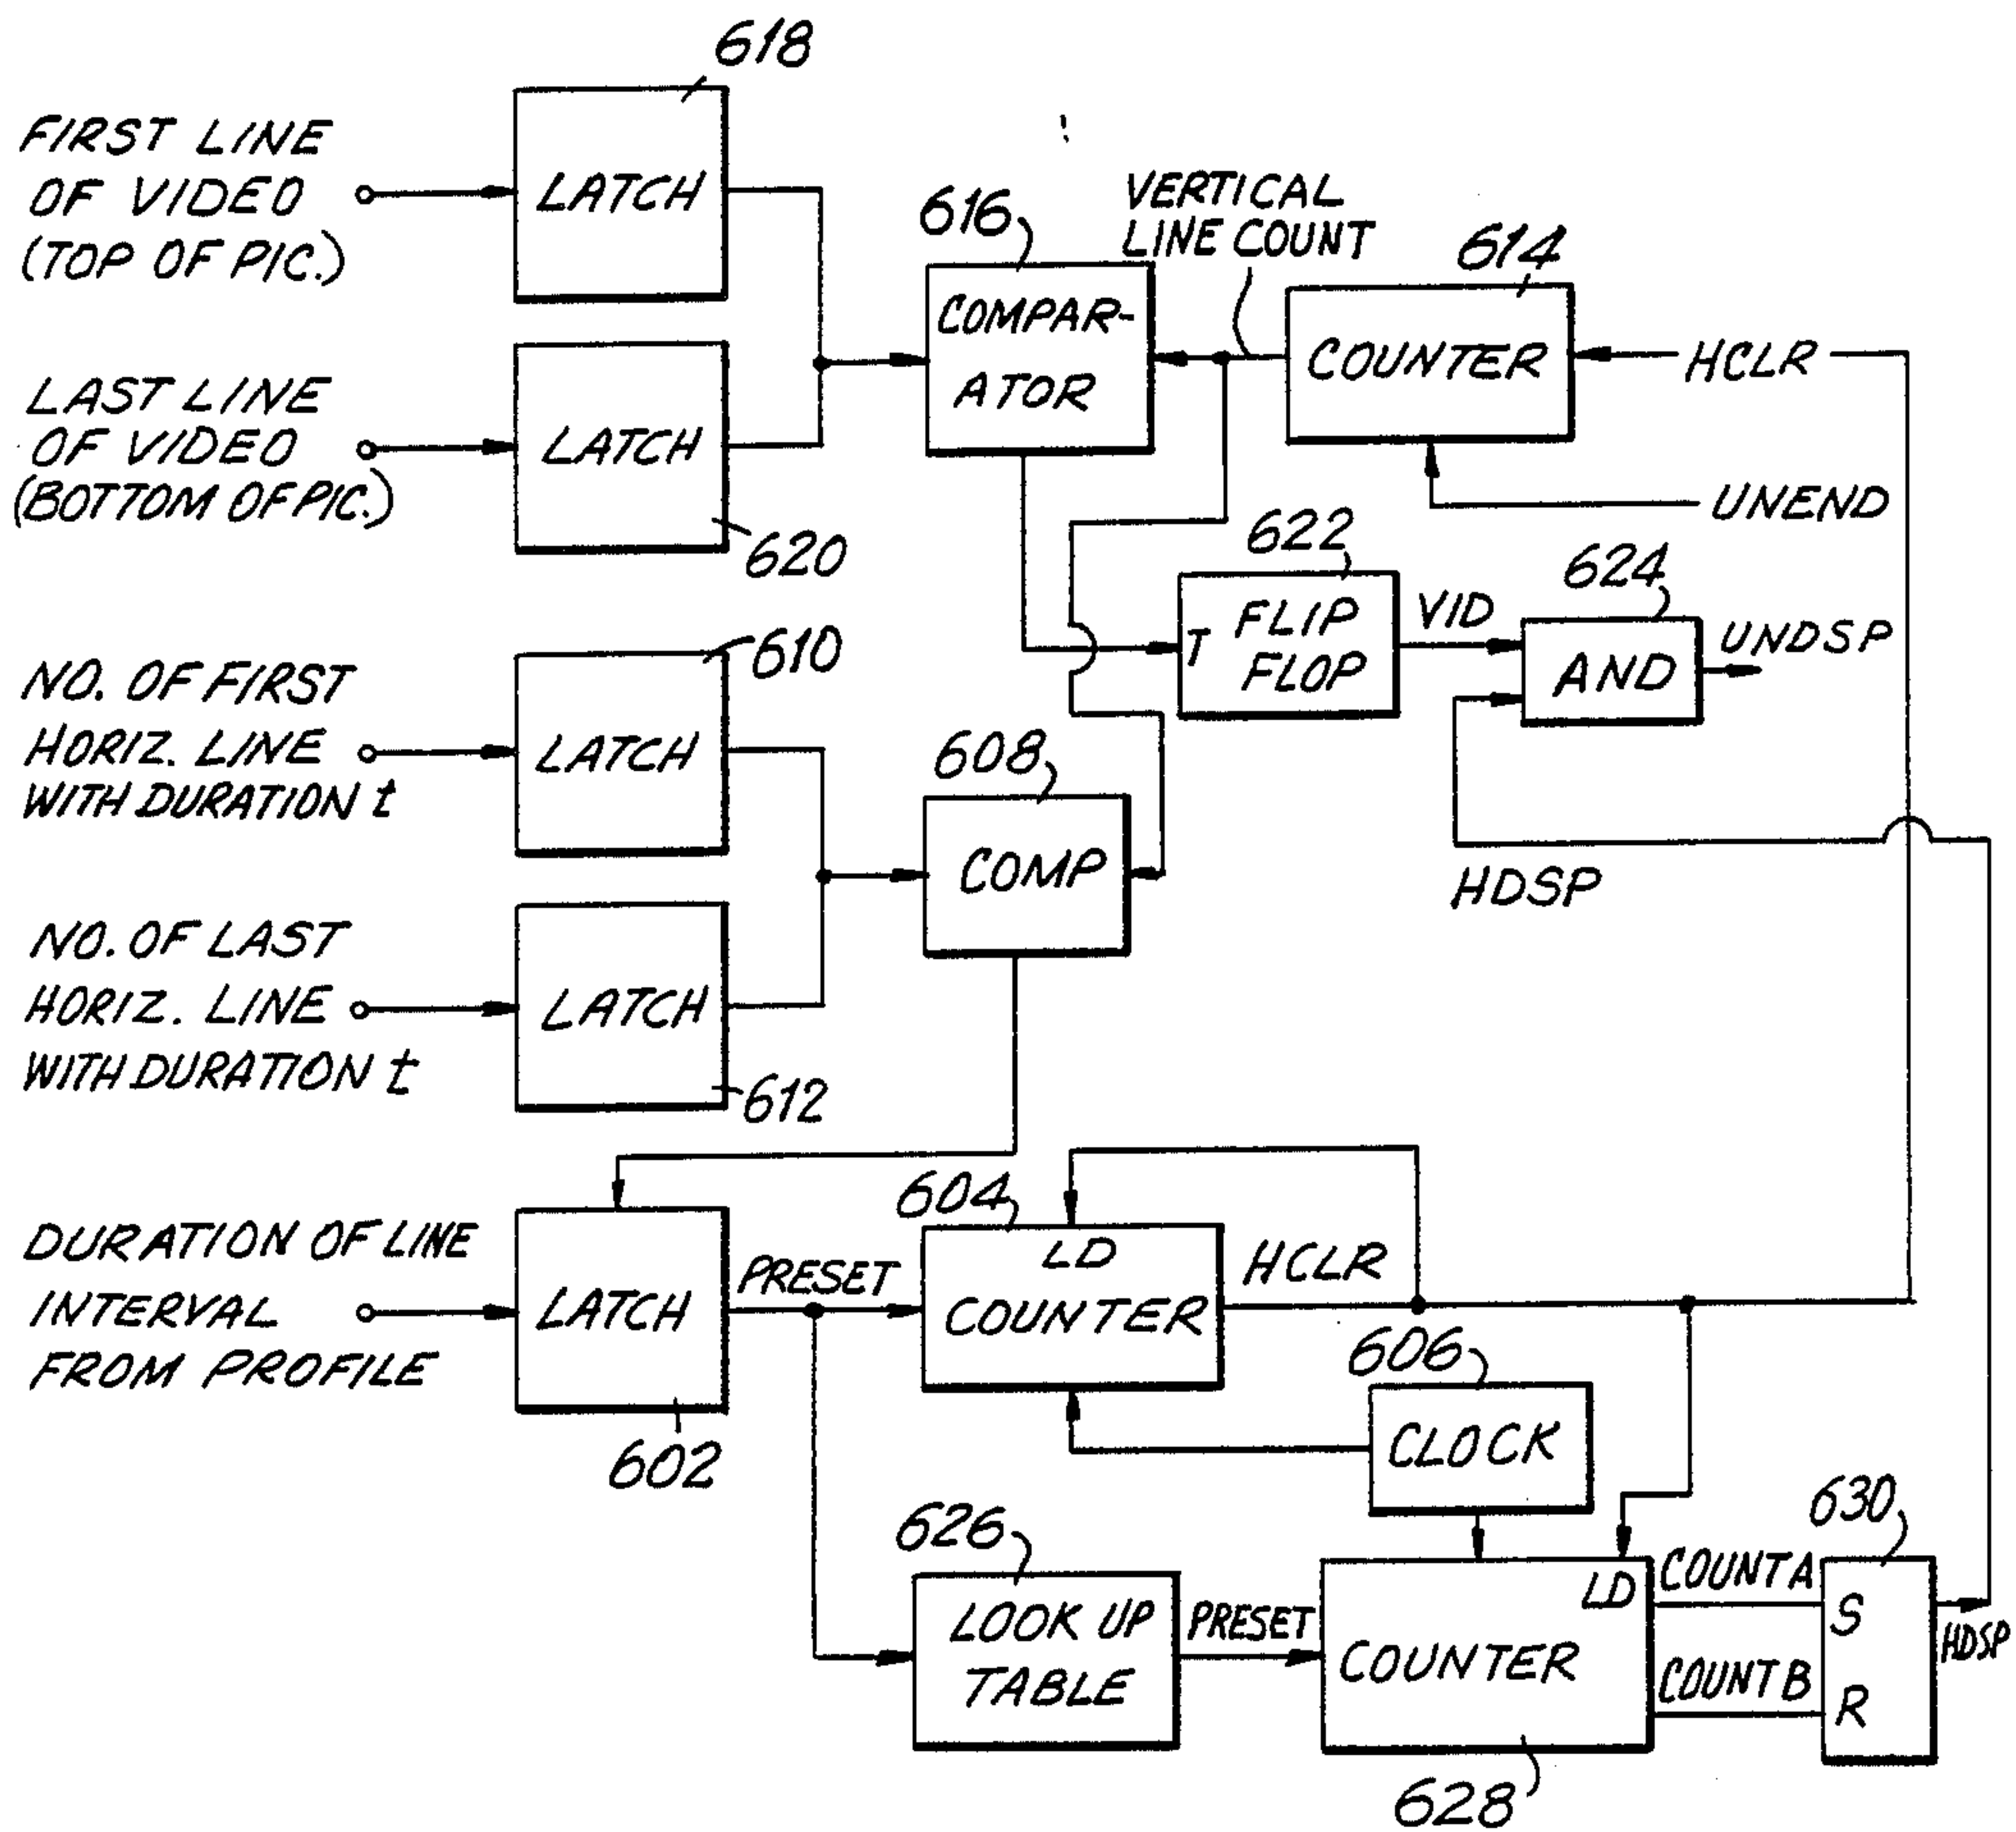 618
FIRST LINE
OF VIDEO
(TOP OF PIC.)
LATCH
616
COMPAR-
ATOR
VERTICAL
LINE COUNT
614
COUNTER
HCLR
UNEND
LAST LINE
OF VIDEO
(BOTTOM OF PIC.)
LATCH
620
622
T
FLIP
FLOP
VID
624
AND
UNDSP
610
NO. OF FIRST
HORIZ. LINE
WITH DURATION t
LATCH
608
COMP
HDSP
NO. OF LAST
HORIZ. LINE
WITH DURATION t
LATCH
612
DURATION OF LINE
INTERVAL
FROM PROFILE
LATCH
602
PRESET
604
LD
COUNTER
HCLR
606
CLOCK
626
LOOK UP
TABLE
PRESET
LD
COUNTER
628
COUNT A
COUNT B
630
S
R
HDSP